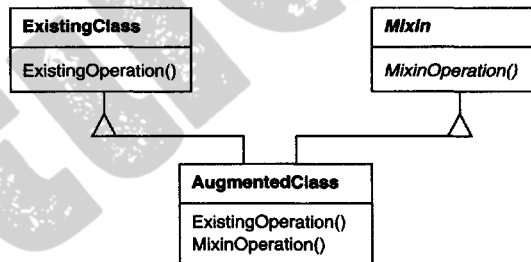 ExistingClass
ExistingOperation()
Mixin
MixinOperation()
AugmentedClass
ExistingOperation()
MixinOperation()